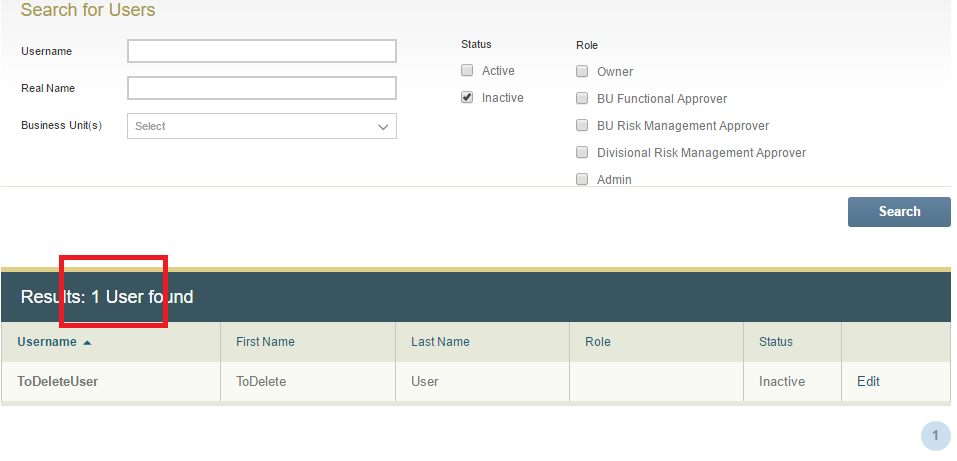 Search for Users
Username
Real Name
Business Unit(s)
Select
Status
Active
Inactive
Role
Owner
BU Functional Approver
BU Risk Management Approver
Divisional Risk Management Approver
Admin
Search
Results: 1 User found
Username First Name Last Name Role Status
ToDeleteUser ToDelete User Inactive Edit
1